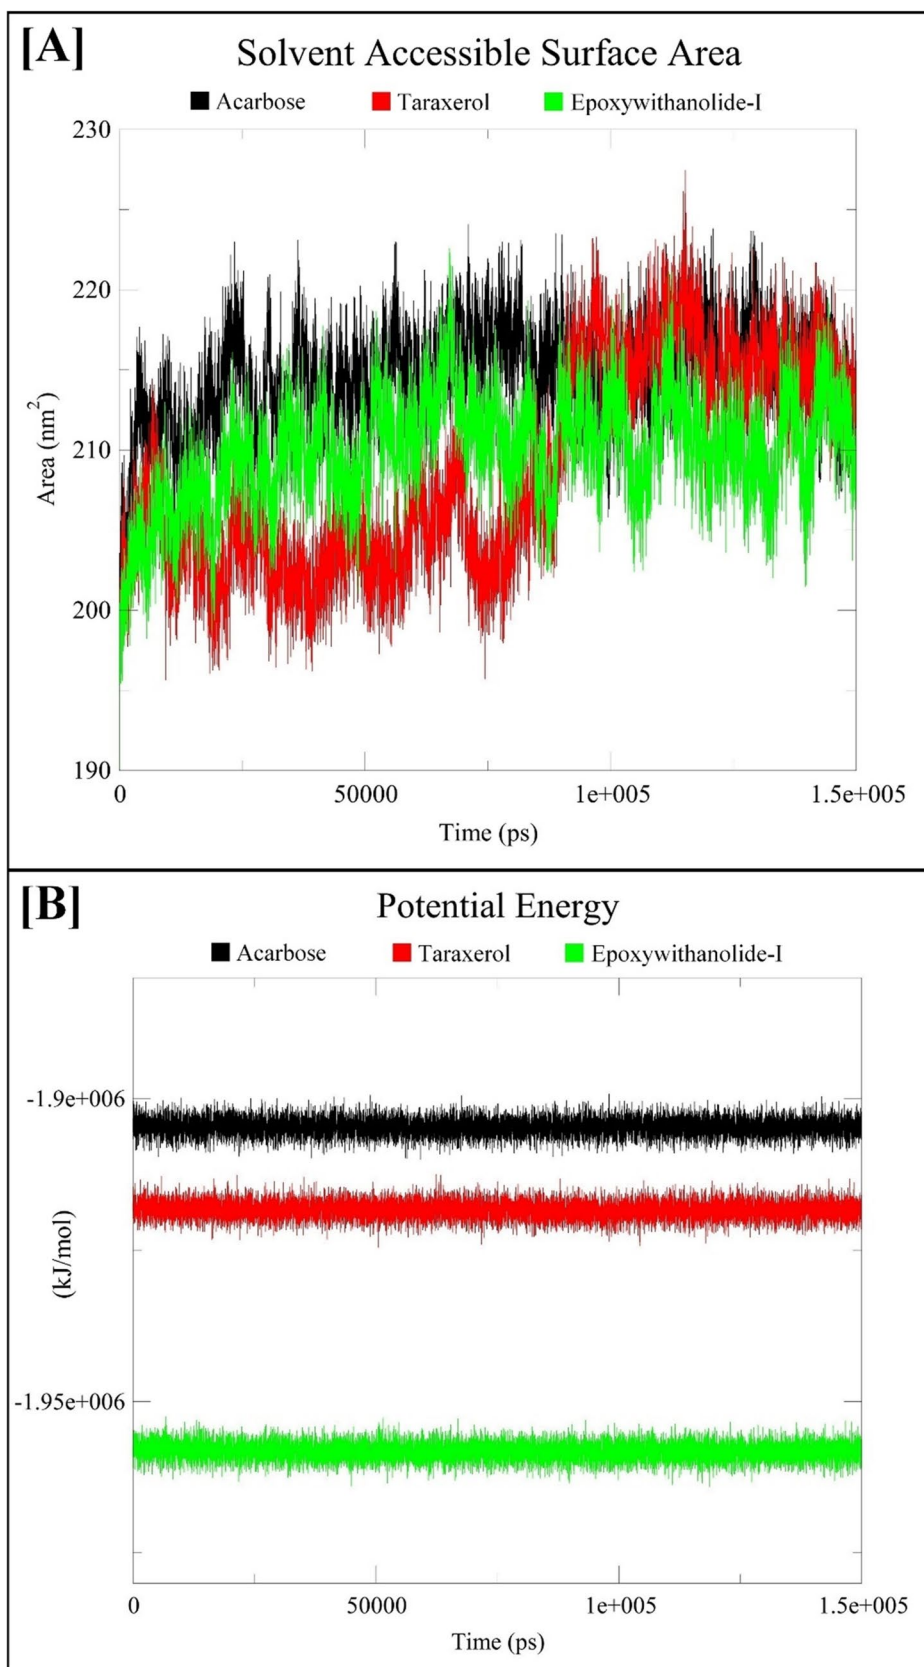 [A]
Solvent Accessible Surface Area
Acarbose Taraxerol Epoxywithanolide-I
230
220
210
200
190
Area (nm²)
0 50000 1e+005 1.5e+005
Time (ps)
[B]
Potential Energy
Acarbose Taraxerol Epoxywithanolide-I
-1.9e+006
-1.95e+006
(kJ/mol)
0 50000 1e+005 1.5e+005
Time (ps)